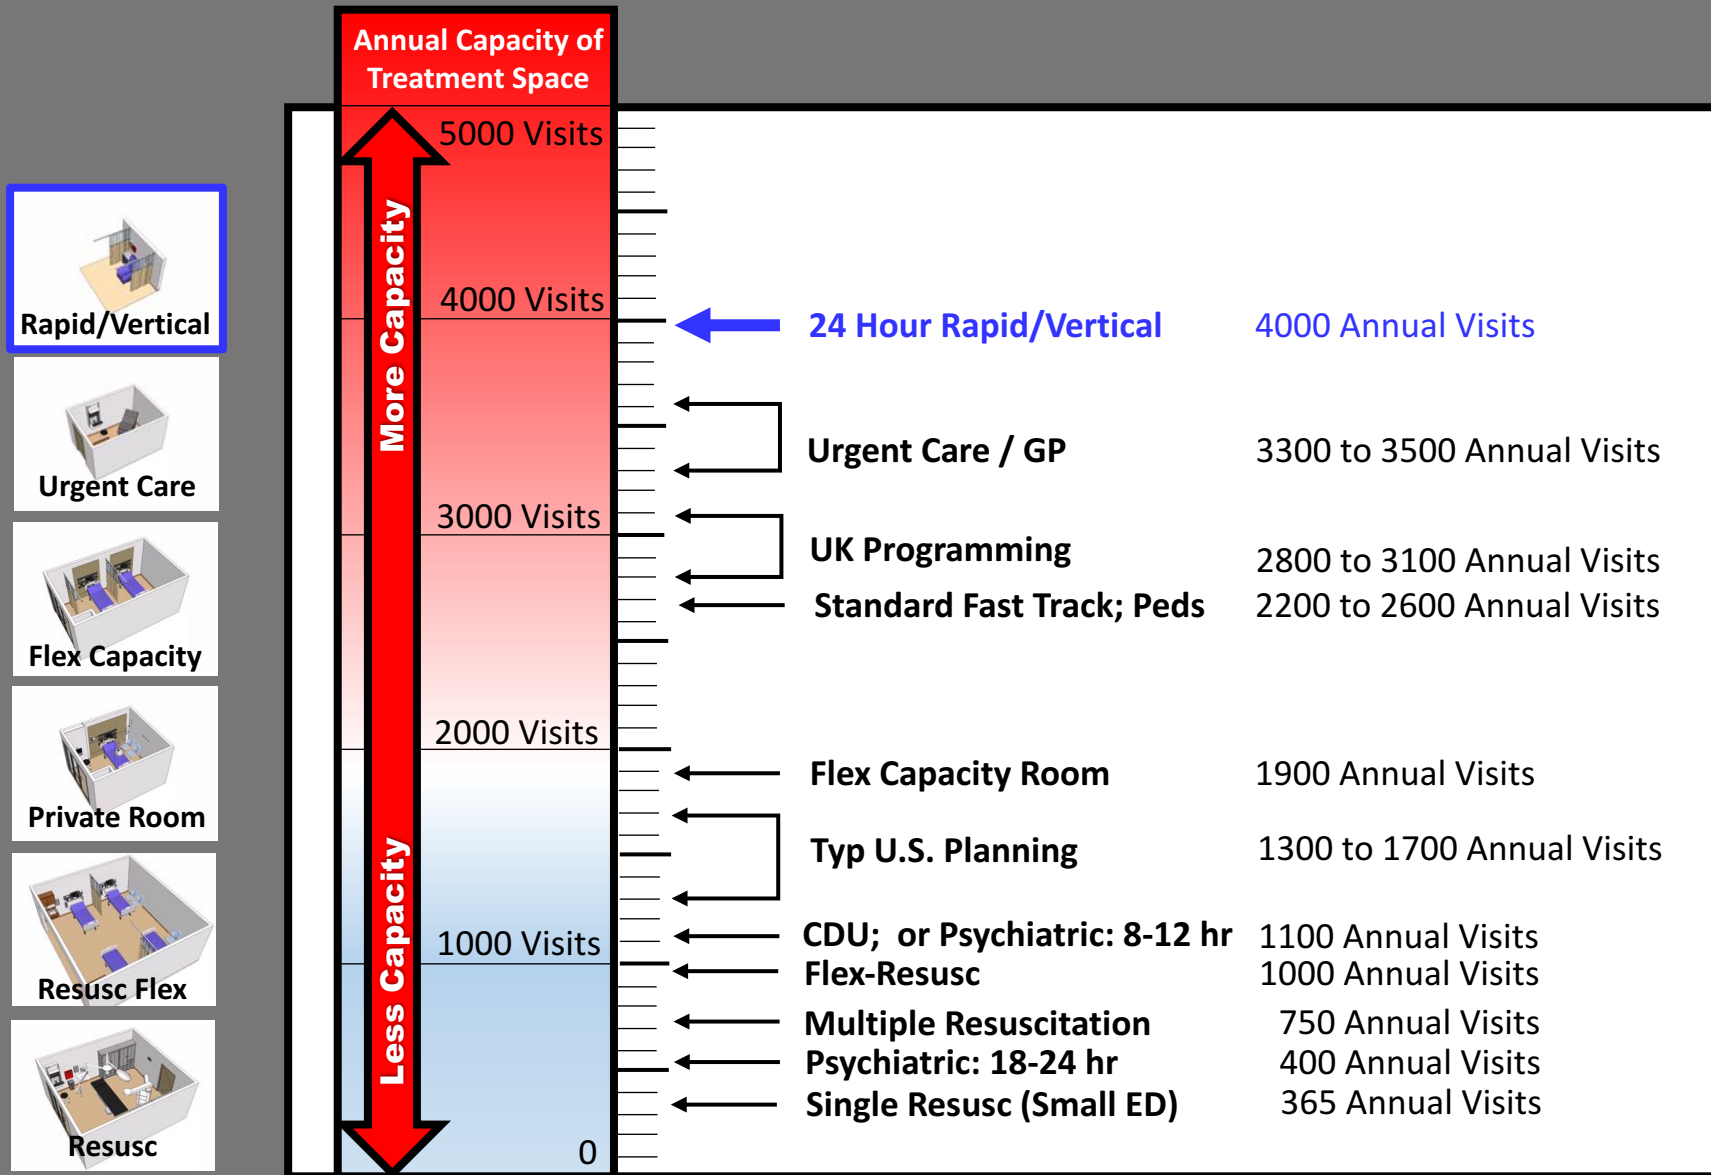 Annual Capacity of
Treatment Space
5000 Visits
4000 Visits
3000 Visits
2000 Visits
1000 Visits
0
More Capacity
Less Capacity
Rapid/Vertical
Urgent Care
Flex Capacity
Private Room
Resusc Flex
Resusc
24 Hour Rapid/Vertical 4000 Annual Visits
Urgent Care / GP 3300 to 3500 Annual Visits
UK Programming 2800 to 3100 Annual Visits
Standard Fast Track; Peds 2200 to 2600 Annual Visits
Flex Capacity Room 1900 Annual Visits
Typ U.S. Planning 1300 to 1700 Annual Visits
CDU; or Psychiatric: 8-12 hr 1100 Annual Visits
Flex-Resusc 1000 Annual Visits
Multiple Resuscitation 750 Annual Visits
Psychiatric: 18-24 hr 400 Annual Visits
Single Resusc (Small ED) 365 Annual Visits